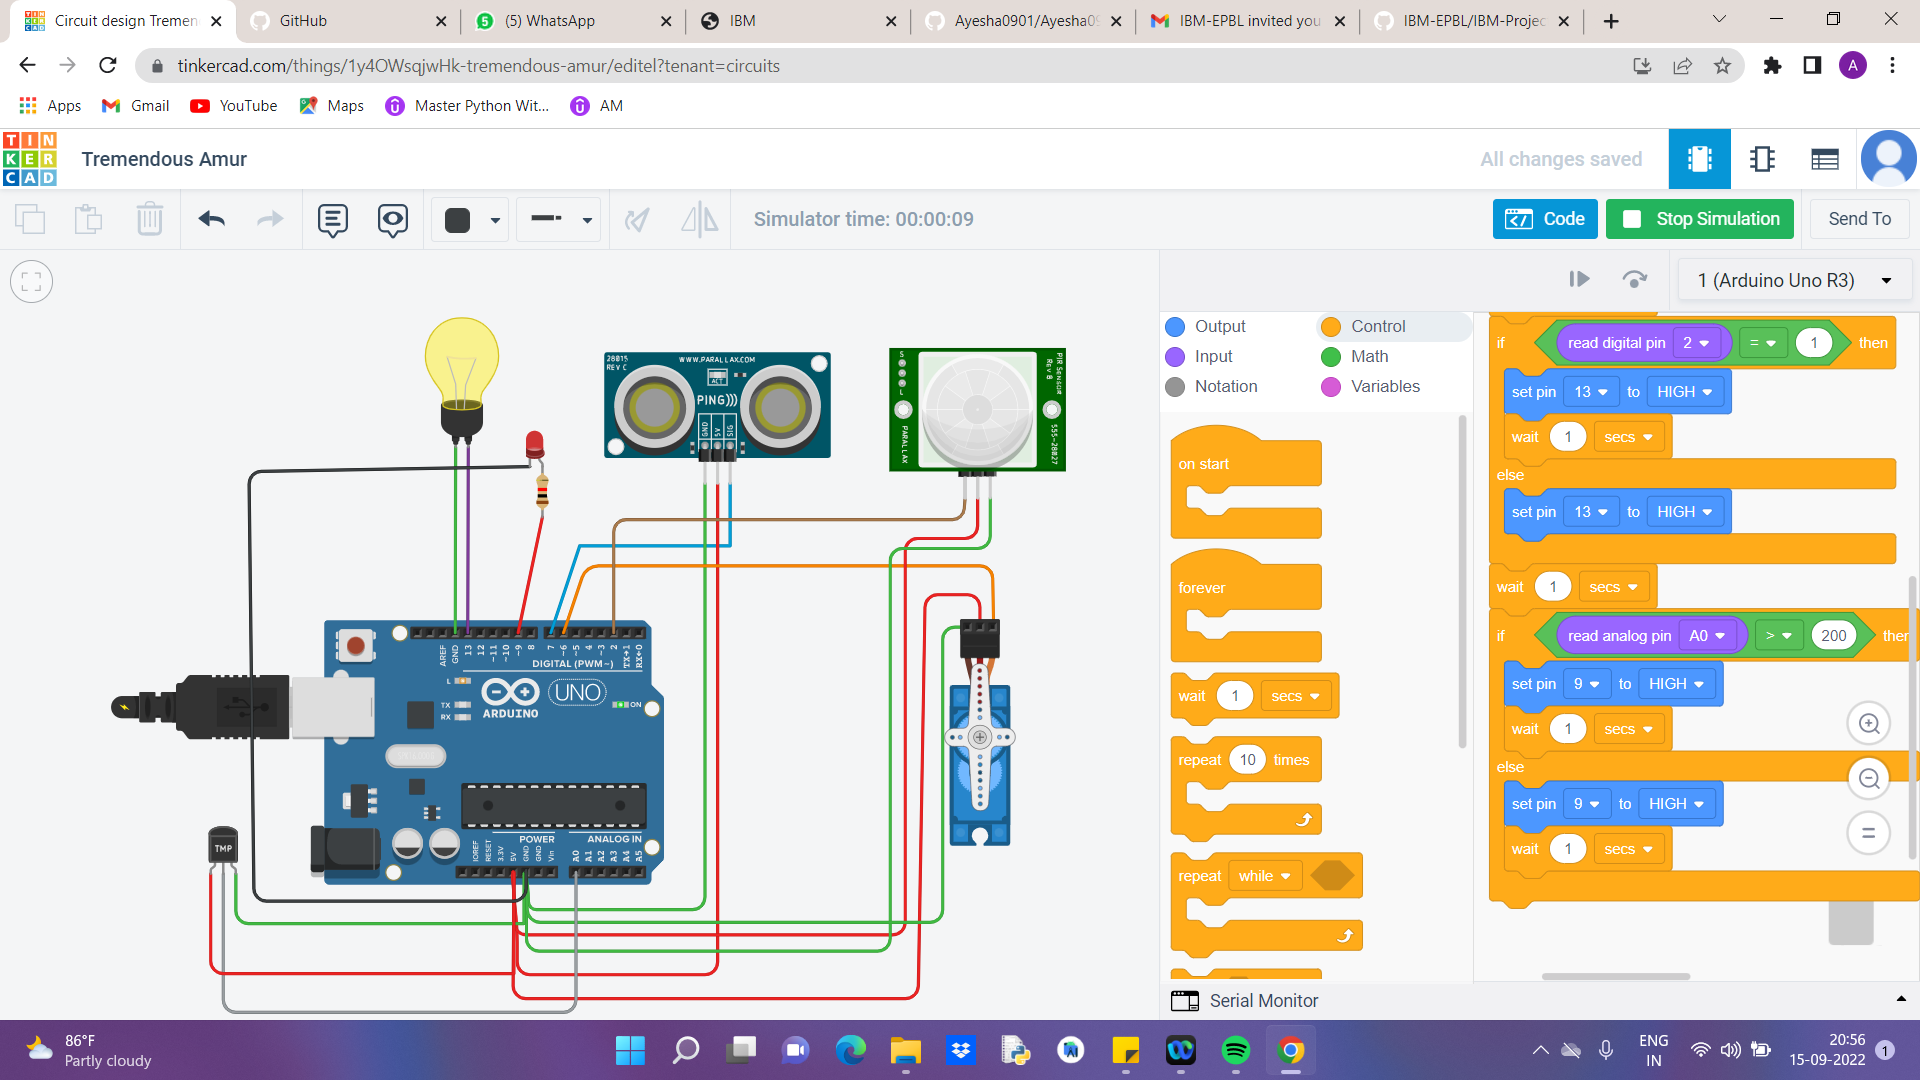 Circuit design Tremen
GitHub
(5) WhatsApp
IBM
Ayesha0901/Ayesha09
IBM-EPBL invited you
IBM-EPBL/IBM-Projec
tinkercad.com/things/1y4OWsqjwHk-tremendous-amur/editel?tenant=circuits
A
Apps
Gmail
YouTube
Maps
Master Python Wit...
AM
TIN
KER
CAD
Tremendous Amur
All changes saved
Simulator time: 00:00:09
Code
Stop Simulation
Send To
1 (Arduino Uno R3)
Output
Control
Input
Math
Notation
Variables
on start
forever
wait 1 secs
repeat 10 times
repeat while
if read digital pin 2 = 1 then
set pin 13 to HIGH
wait 1 secs
else
set pin 13 to HIGH
wait 1 secs
if read analog pin A0 > 200 then
set pin 9 to HIGH
wait 1 secs
else
set pin 9 to HIGH
wait 1 secs
28015
REV C
WWW.PARALLAX.COM
ACT
PING)))
GND
5V
SIG
S
L
PARALLAX
PIR Sensor
Rev B
555-28027
AREF
GND
13
12
~11
~10
~9
8
7
~6
~5
4
~3
2
TX→1
RX←0
DIGITAL (PWM~)
L
TX
RX
UNO
ARDUINO
ON
POWER
ANALOG IN
IOREF
RESET
3.3V
5V
GND
GND
Vin
A0
A1
A2
A3
A4
A5
TMP
Serial Monitor
86°F
Partly cloudy
ENG
IN
20:56
15-09-2022
1